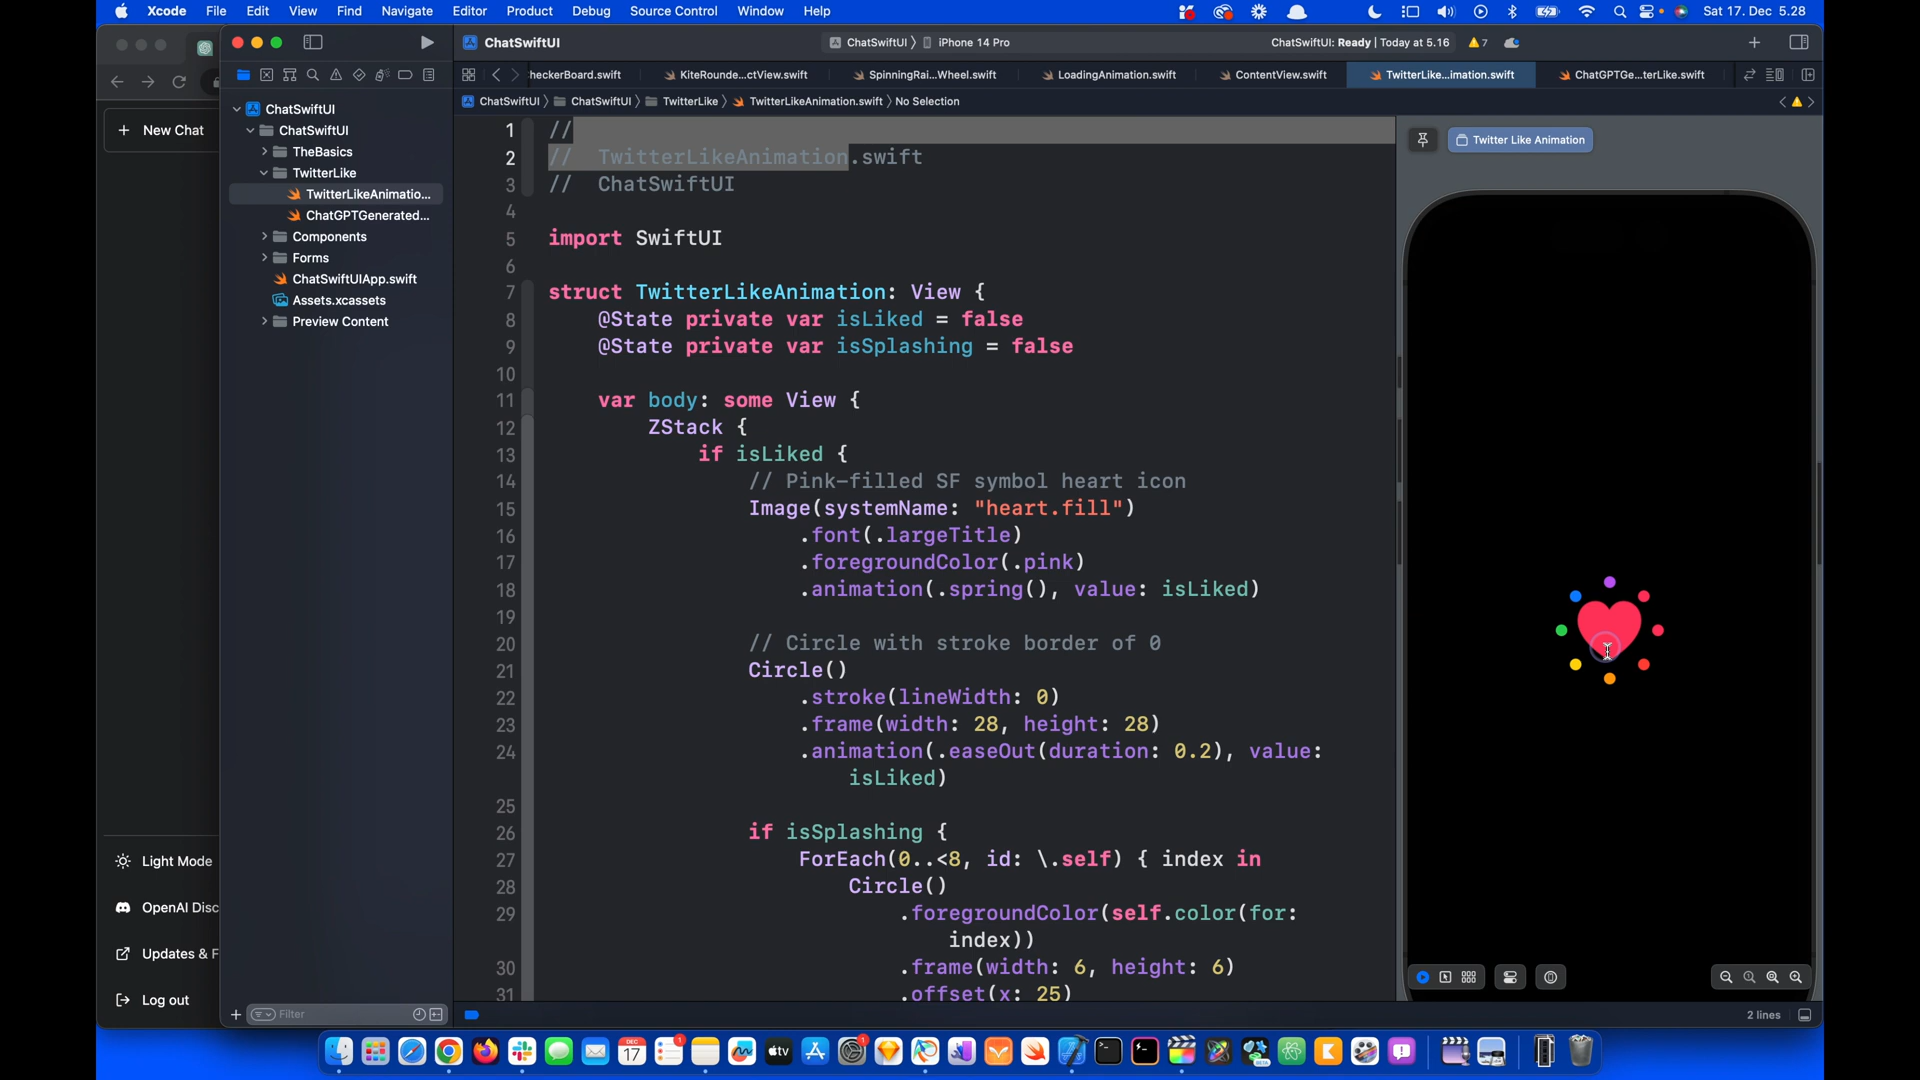 Xcode File Edit View Find Navigate Editor Product Debug Source Control Window Help
Sat 17. Dec 5.28
ChatSwiftUI
ChatSwiftUI iPhone 14 Pro
ChatSwiftUI: Ready | Today at 5.16
7
heckerBoard.swift
KiteRounde...ctView.swift
SpinningRai...Wheel.swift
LoadingAnimation.swift
ContentView.swift
TwitterLike...imation.swift
ChatGPTGe...terLike.swift
ChatSwiftUI ChatSwiftUI TwitterLike TwitterLikeAnimation.swift No Selection
+ New Chat
Light Mode
OpenAI Disc
Updates & F
Log out
ChatSwiftUI
ChatSwiftUI
TheBasics
TwitterLike
TwitterLikeAnimatio...
ChatGPTGenerated...
Components
Forms
ChatSwiftUIApp.swift
Assets.xcassets
Preview Content
Filter
1 //
2 //  TwitterLikeAnimation.swift
3 //  ChatSwiftUI
4
5 import SwiftUI
6
7 struct TwitterLikeAnimation: View {
8 @State private var isLiked = false
9 @State private var isSplashing = false
10
11 var body: some View {
12 ZStack {
13 if isLiked {
14 // Pink-filled SF symbol heart icon
15 Image(systemName: "heart.fill")
16 .font(.largeTitle)
17 .foregroundColor(.pink)
18 .animation(.spring(), value: isLiked)
19
20 // Circle with stroke border of 0
21 Circle()
22 .stroke(lineWidth: 0)
23 .frame(width: 28, height: 28)
24 .animation(.easeOut(duration: 0.2), value:
isLiked)
25
26 if isSplashing {
27 ForEach(0..<8, id: \.self) { index in
28 Circle()
29 .foregroundColor(self.color(for:
index))
30 .frame(width: 6, height: 6)
31 .offset(x: 25)
Twitter Like Animation
2 lines
DEC
17
1
tv
1
BETA